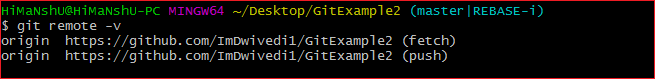 HiMaNshU@HiMaNshU-PC MINGW64 ~/Desktop/GitExample2 (master|REBASE-i)
$ git remote -v
origin  https://github.com/ImDwivedi1/GitExample2 (fetch)
origin  https://github.com/ImDwivedi1/GitExample2 (push)